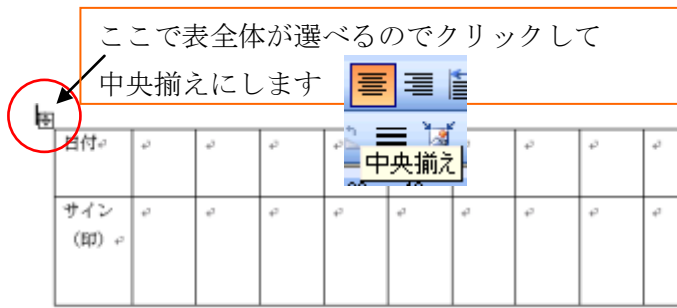 ここで表全体が選べるのでクリックして
中央揃えにします
中央揃え
日付
サイン
（印）